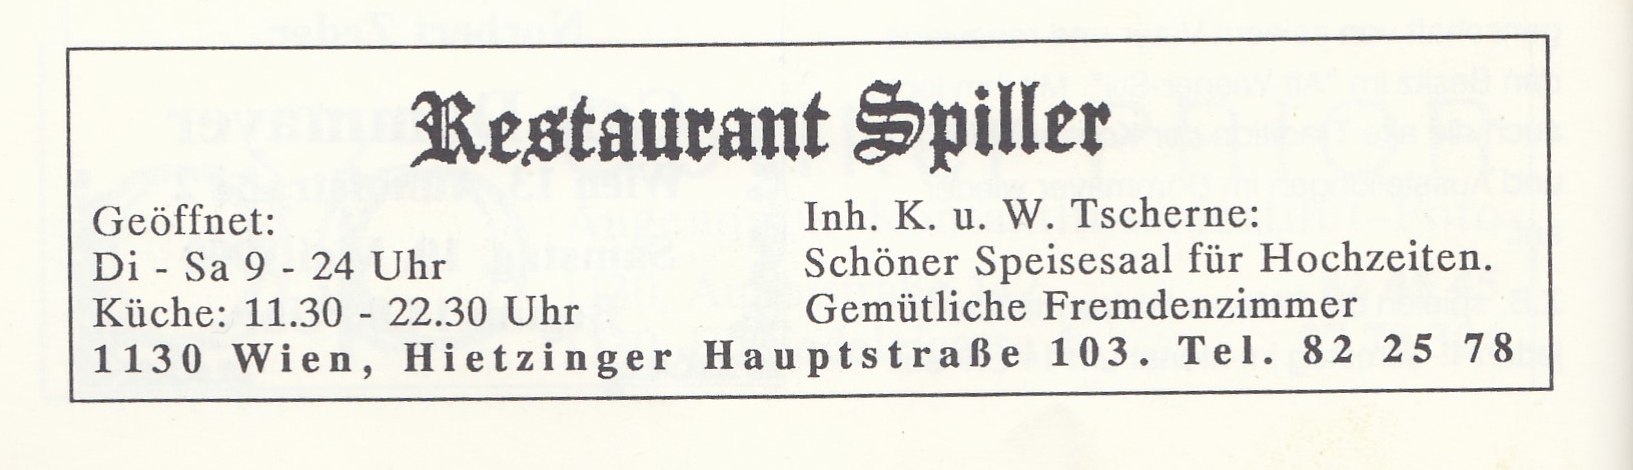 Restaurant Spiller
Geöffnet:
Di - Sa 9 - 24 Uhr
Küche: 11.30 - 22.30 Uhr
Inh. K. u. W. Tscherne:
Schöner Speisesaal für Hochzeiten.
Gemütliche Fremdenzimmer
1130 Wien, Hietzinger Hauptstraße 103. Tel. 82 25 78